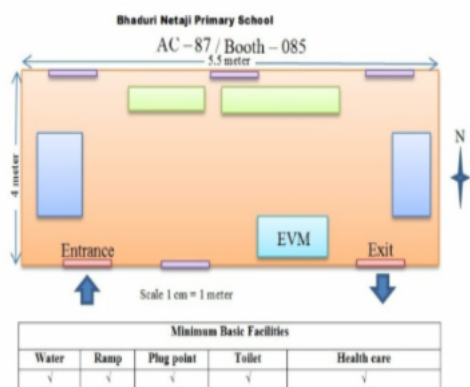 Bhaduri Netaji Primary School
AC – 87 / Booth – 085
5.5 meter
4 meter
N
EVM
Entrance
Exit
Scale 1 cm = 1 meter
Minimum Basic Facilities
Water Ramp Plug point Toilet Health care
√ √ √ √ √